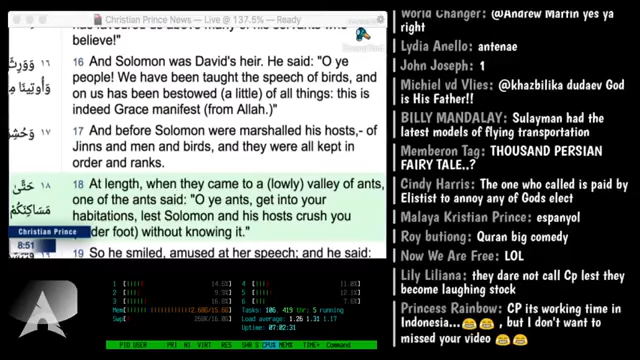 Christian Prince News — Live @ 137.5% — Ready
believe!"
16 And Solomon was David's heir. He said: "O ye
people! We have been taught the speech of birds, and
on us has been bestowed (a little) of all things: this is
indeed Grace manifest (from Allah.)"
17 And before Solomon were marshalled his hosts,- of
Jinns and men and birds, and they were all kept in
order and ranks.
18 At length, when they came to a (lowly) valley of ants,
one of the ants said: "O ye ants, get into your
habitations, lest Solomon and his hosts crush you
foot) without knowing it."
19 So he smiled, amused at her speech; and he said:
١٦
وَأُوتِينَا
١٧
١٨ حَتَّىٰ
مَسَاكِنَكُمْ
Christian Prince
8:51
World Changer: @Andrew Martin yes ya
right
Lydia Anello: antenae
John Joseph: 1
Michiel vd Vlies: @khazbilika dudaev God
is His Father!!
BILLY MANDALAY: Sulayman had the
latest models of flying transportation
Memberon Tag: THOUSAND PERSIAN
FAIRY TALE..?
Cindy Harris: The one who called is paid by
Elistist to annoy any of Gods elect
Malaya Kristian Prince: espanyol
Roy butiong: Quran big comedy
Now We Are Free: LOL
Lily Liliana: they dare not call Cp lest they
become laughing stock
Princess Rainbow: CP its working time in
Indonesia...😂😂 , but I don't want to
missed your video 😂😂
Tasks: 106, 419 thr; 5 running
Load average: 1.26 1.31 1.17
Uptime: 07:02:31
PID USER PRI NI VIRT RES SHR S CPU% MEM% TIME+ Command